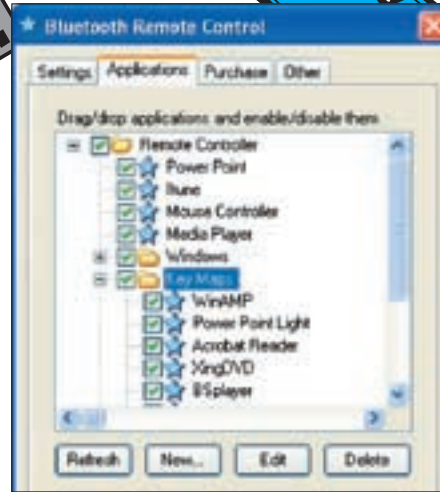 Bluetooth Remote Control
Settings Applications Purchase Other
Drag/drop applications and enable/disable them
Remote Controller
Power Point
Itune
Mouse Controller
Media Player
Windows
Key Maps
WinAMP
Power Point Light
Acrobat Reader
XingDVD
BSplayer
Refresh New... Edit Delete